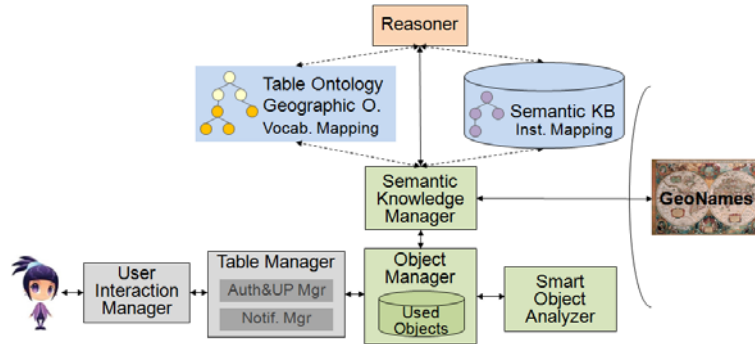 Reasoner
Table Ontology
Geographic O.
Vocab. Mapping
Semantic KB
Inst. Mapping
Semantic
Knowledge
Manager
GeoNames
User
Interaction
Manager
Table Manager
Auth&UP Mgr
Notif. Mgr
Object
Manager
Used
Objects
Smart
Object
Analyzer